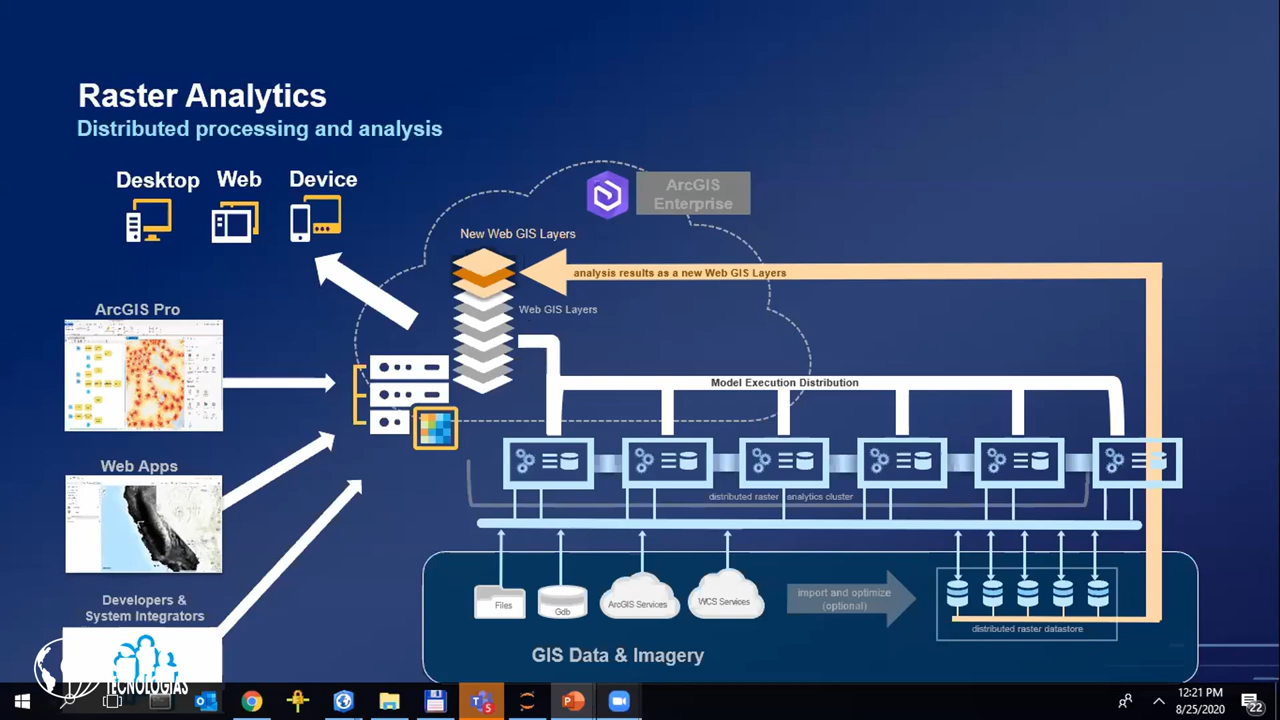 Raster Analytics
Distributed processing and analysis
Desktop
Web
Device
ArcGIS
Enterprise
New Web GIS Layers
analysis results as a new Web GIS Layers
Web GIS Layers
ArcGIS Pro
Model Execution Distribution
Web Apps
distributed raster analytics cluster
Files
Gdb
ArcGIS Services
WCS Services
import and optimize
(optional)
distributed raster datastore
Developers &
System Integrators
GIS Data & Imagery
TECNOLOGÍAS
12:21 PM
8/25/2020
22